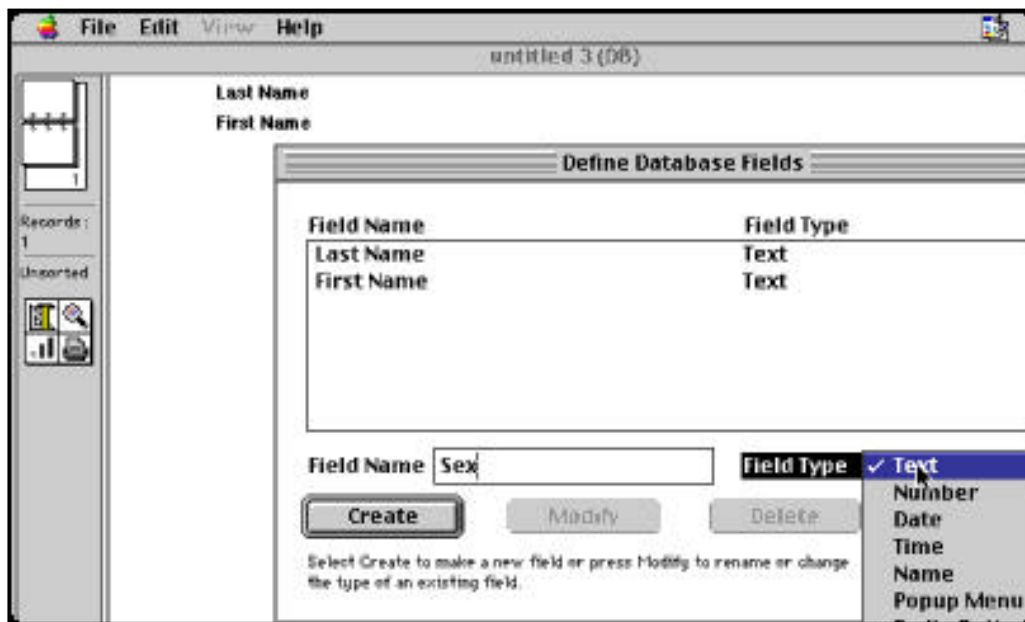 File Edit View Help
untitled 3 (DB)
Last Name
First Name
1
Records:
1
Unsorted
Define Database Fields
Field Name Field Type
Last Name Text
First Name Text
Field Name Sex Field Type ✓ Text
Number
Create Modify Delete Date
Time
Select Create to make a new field or press Modify to rename or change
the type of an existing field.
Name
Popup Menu